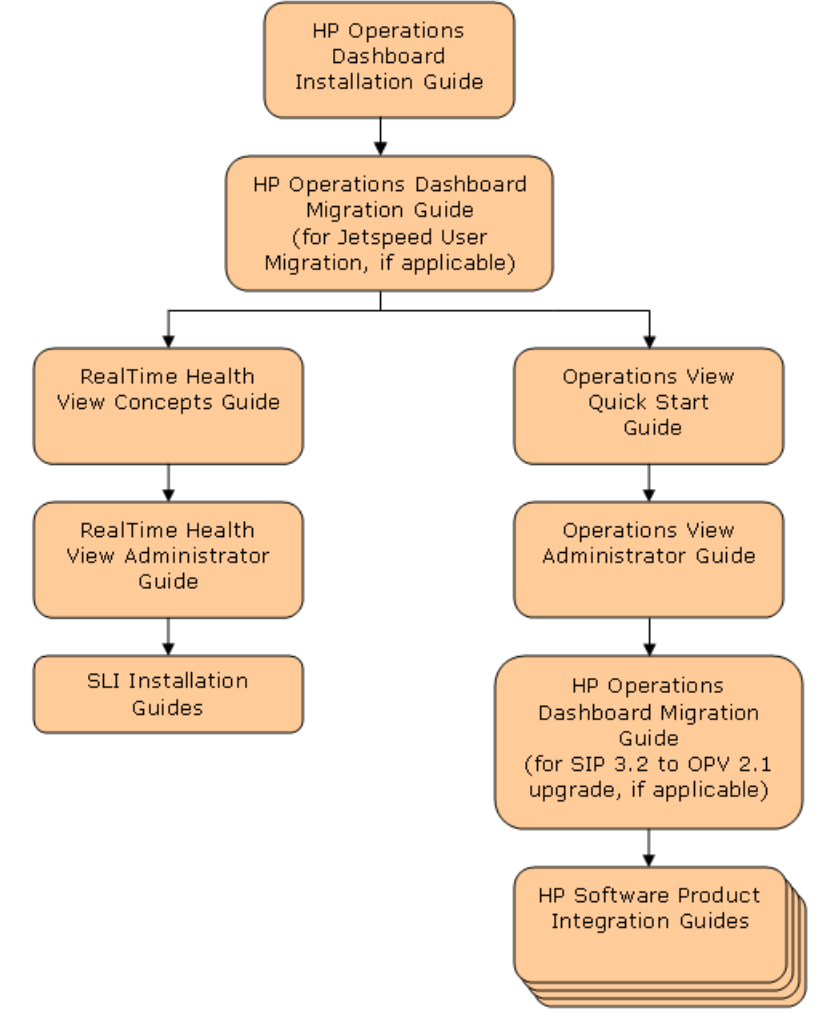 HP Operations
Dashboard
Installation Guide
HP Operations Dashboard
Migration Guide
(for Jetspeed User
Migration, if applicable)
RealTime Health
View Concepts Guide
RealTime Health
View Administrator
Guide
SLI Installation
Guides
Operations View
Quick Start
Guide
Operations View
Administrator Guide
HP Operations
Dashboard Migration
Guide
(for SIP 3.2 to OPV 2.1
upgrade, if applicable)
HP Software Product
Integration Guides